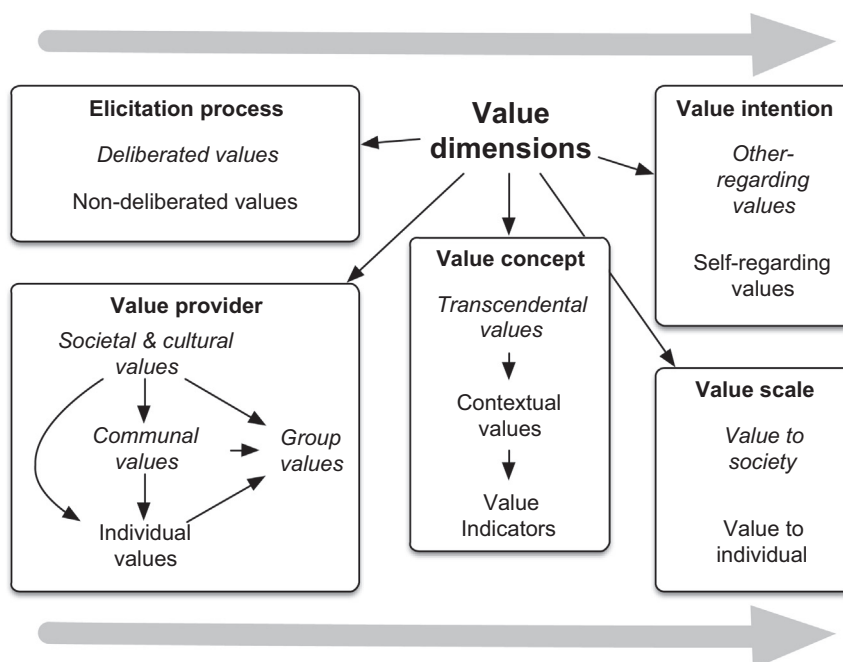 Elicitation process
Deliberated values
Non-deliberated values
Value
dimensions
Value intention
Other-
regarding
values
Self-regarding
values
Value provider
Societal & cultural
values
Communal
values
Group
values
Individual
values
Value concept
Transcendental
values
Contextual
values
Value
Indicators
Value scale
Value to
society
Value to
individual